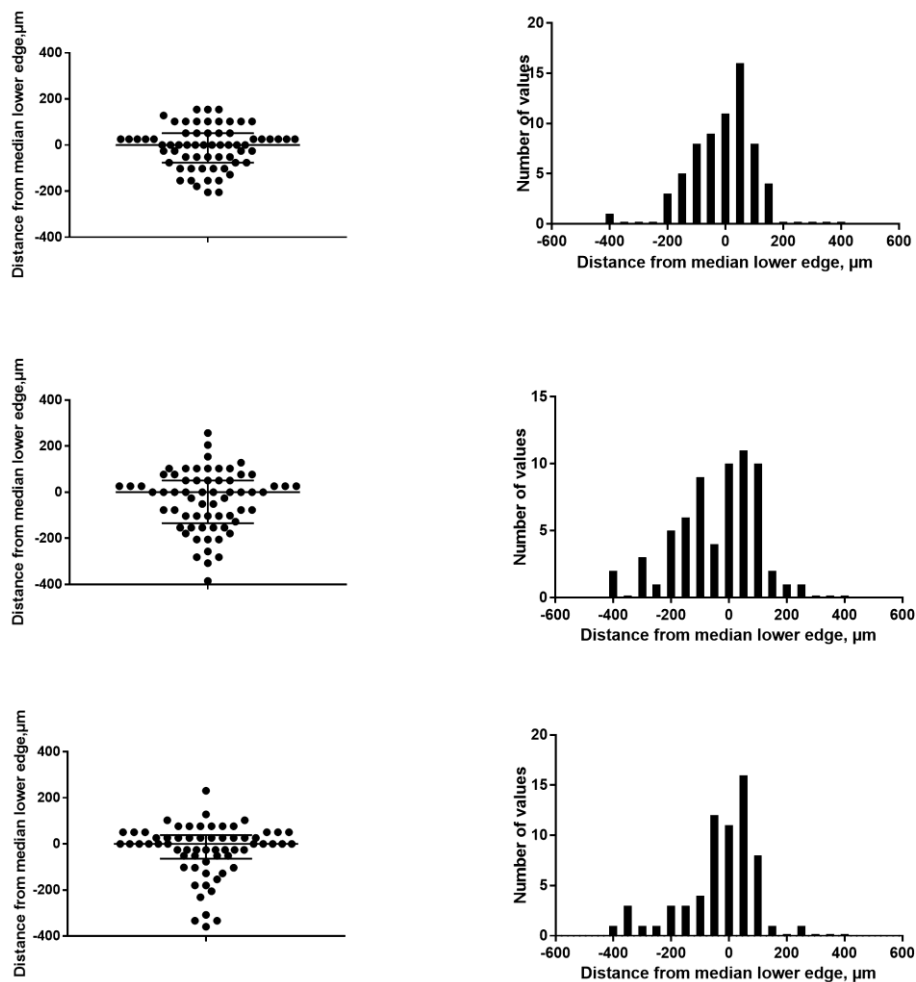 Distance from median lower edge,µm
400
200
0
-200
-400
Number of values
20
15
10
5
0
-600 -400 -200 0 200 400 600
Distance from median lower edge, µm
Distance from median lower edge,µm
400
200
0
-200
-400
Number of values
15
10
5
0
-600 -400 -200 0 200 400 600
Distance from median lower edge, µm
Distance from median lower edge,µm
400
200
0
-200
-400
Number of values
20
15
10
5
0
-600 -400 -200 0 200 400 600
Distance from median lower edge, µm